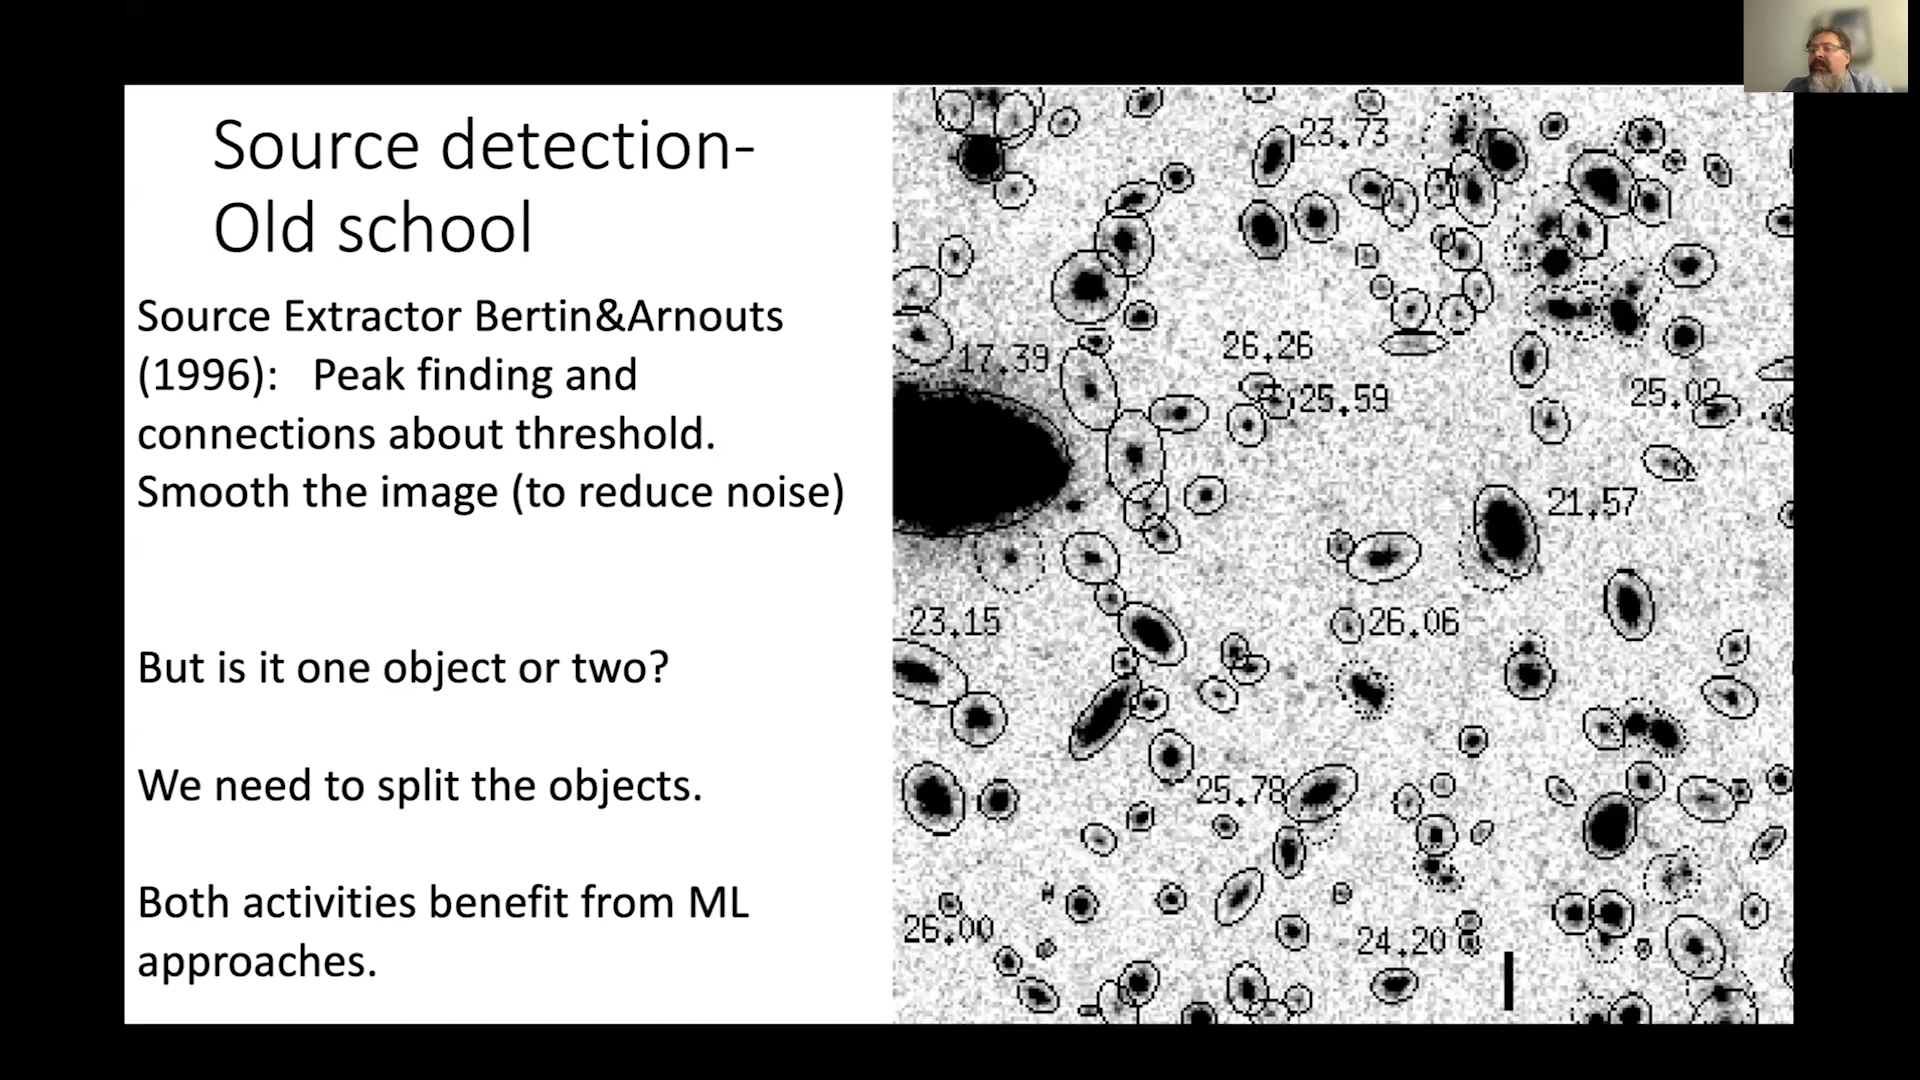 Source detection-
Old school
Source Extractor Bertin&Arnouts
(1996):   Peak finding and
connections about threshold.
Smooth the image (to reduce noise)
But is it one object or two?
We need to split the objects.
Both activities benefit from ML
approaches.
23.73
17.39
26.26
25.59
25.02
21.57
23.15
26.06
25.78
26.00
24.20